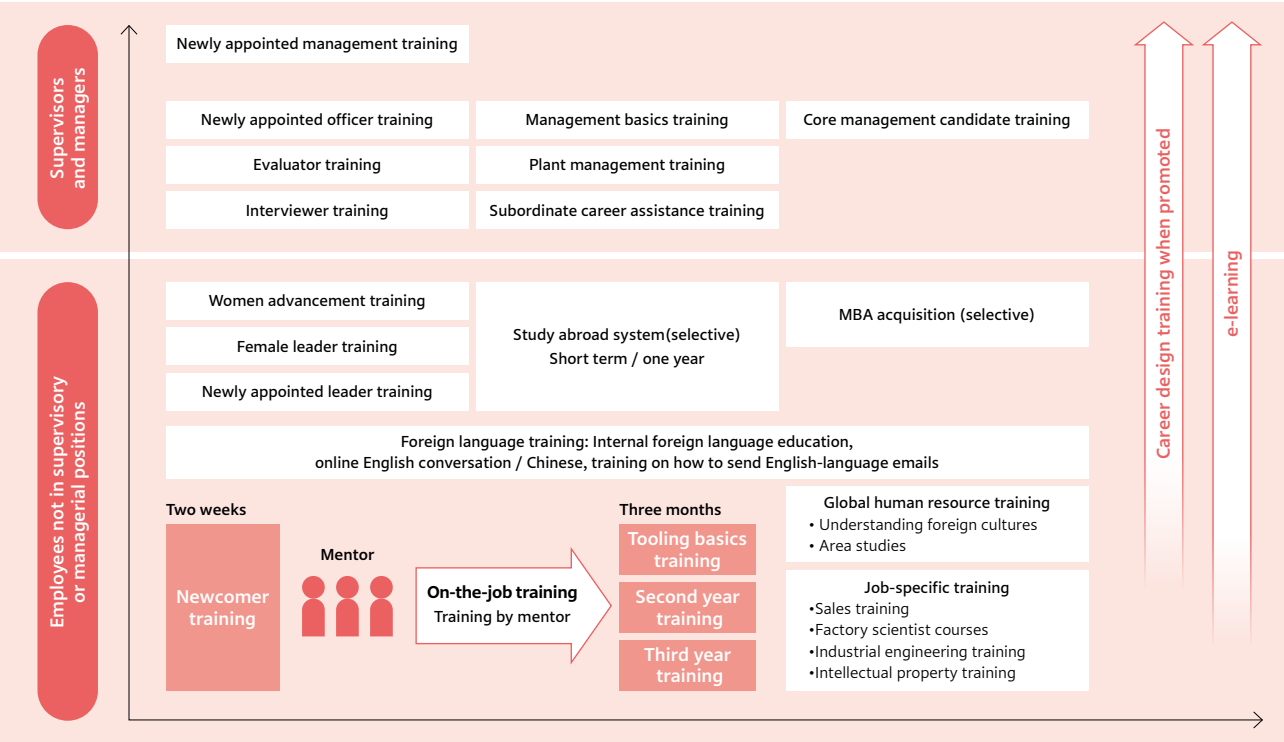 Supervisors
and managers
Newly appointed management training
Newly appointed officer training
Management basics training
Core management candidate training
Evaluator training
Plant management training
Interviewer training
Subordinate career assistance training
Career design training when promoted
e-learning
Employees not in supervisory
or managerial positions
Women advancement training
Female leader training
Newly appointed leader training
Study abroad system(selective)
Short term / one year
MBA acquisition (selective)
Foreign language training: Internal foreign language education,
online English conversation / Chinese, training on how to send English-language emails
Two weeks
Newcomer
training
Mentor
On-the-job training
Training by mentor
Three months
Tooling basics
training
Second year
training
Third year
training
Global human resource training
• Understanding foreign cultures
• Area studies
Job-specific training
•Sales training
•Factory scientist courses
•Industrial engineering training
•Intellectual property training